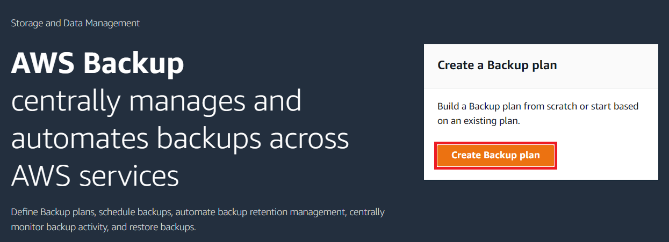 Storage and Data Management
AWS Backup
centrally manages and
automates backups across
AWS services
Define Backup plans, schedule backups, automate backup retention management, centrally
monitor backup activity, and restore backups.
Create a Backup plan
Build a Backup plan from scratch or start based
on an existing plan.
Create Backup plan